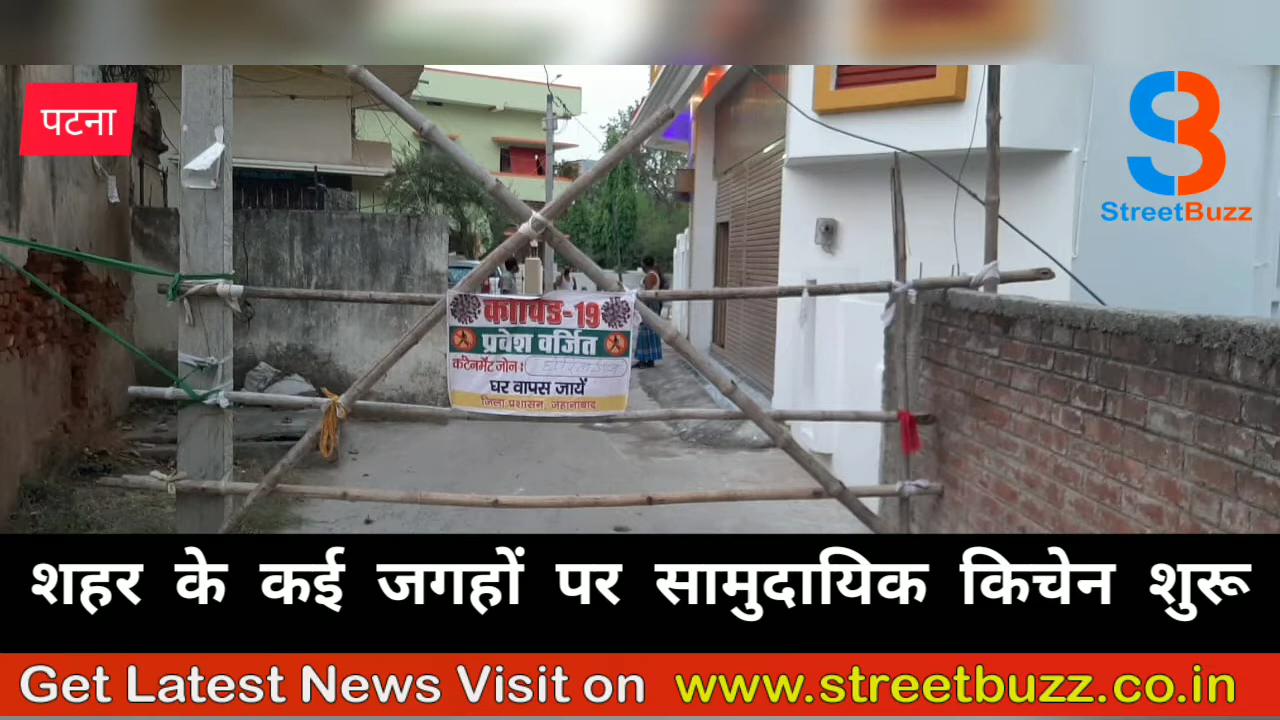 पटना
StreetBuzz
कोविड-19
प्रवेश वर्जित
कंटेनमेंट जोन :
घर वापस जायें
जिला प्रशासन, जहानाबाद
शहर के कई जगहों पर सामुदायिक किचेन शुरू
Get Latest News Visit on www.streetbuzz.co.in